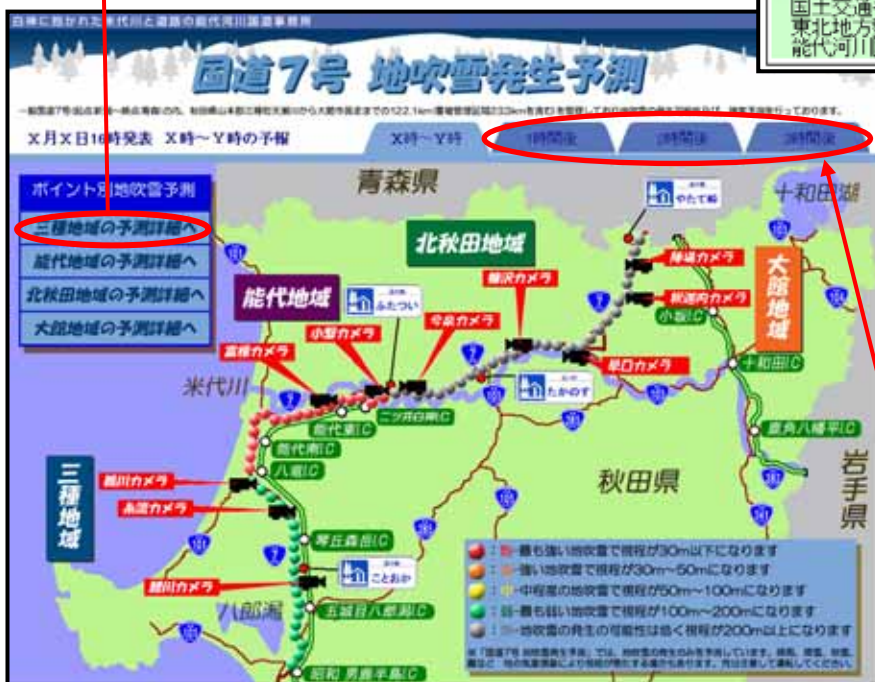 国土交通
東北地方
能代河川
白神に抱かれた米代川と道路の能代河川国道事務所
国道7号 地吹雪発生予測
X月X日16時発表 X時～Y時の予報
X時～Y時
1時間後
2時間後
3時間後
ポイント別地吹雪予測
三種地域の予測詳細へ
能代地域の予測詳細へ
北秋田地域の予測詳細へ
大館地域の予測詳細へ
青森県
十和田湖
やたて峠
北秋田地域
大館地域
能代地域
ふたつい
小繋カメラ
今泉カメラ
富根カメラ
陣場カメラ
釈迦内カメラ
小坂IC
早口カメラ
十和田IC
たかのす
米代川
二ツ井白神IC
能代東IC
能代南IC
八竜IC
鹿角八幡平IC
岩手県
秋田県
三種地域
鵜川カメラ
琴丘森岳IC
ことおか
鯉川カメラ
八郎潟
五城目八郎潟IC
昭和男鹿半島IC
最も強い地吹雪で視程が30m以下になります
強い地吹雪で視程が30m～50mになります
中：中程度の地吹雪で視程が50m～100mになります
弱：最も弱い地吹雪で視程が100m～200mになります
地吹雪の発生の可能性は低く視程が200m以上になります